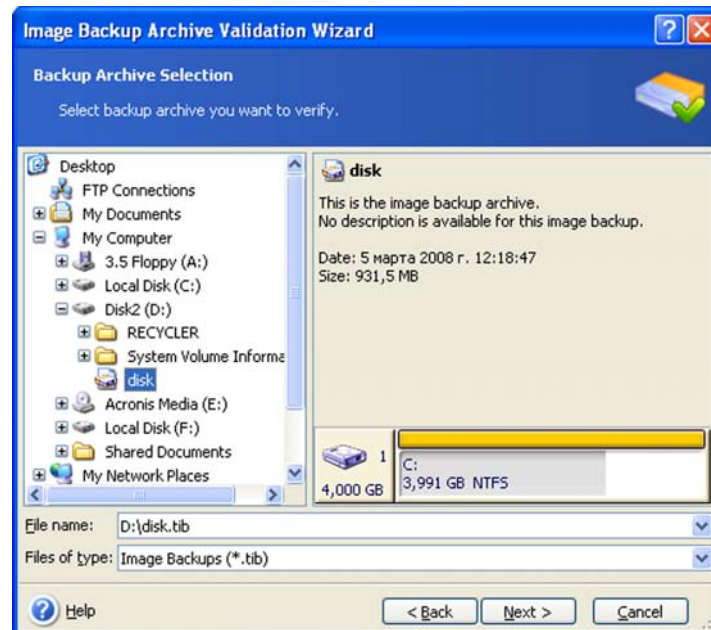 Image Backup Archive Validation Wizard
Backup Archive Selection
Select backup archive you want to verify.
Desktop
FTP Connections
My Documents
My Computer
3.5 Floppy (A:)
Local Disk (C:)
Disk2 (D:)
RECYCLER
System Volume Informa
disk
Acronis Media (E:)
Local Disk (F:)
Shared Documents
My Network Places
disk
This is the image backup archive.
No description is available for this image backup.
Date: 5 марта 2008 г. 12:18:47
Size: 931,5 MB
1
4,000 GB
C:
3,991 GB NTFS
File name: D:\disk.tib
Files of type: Image Backups (*.tib)
Help
< Back
Next >
Cancel